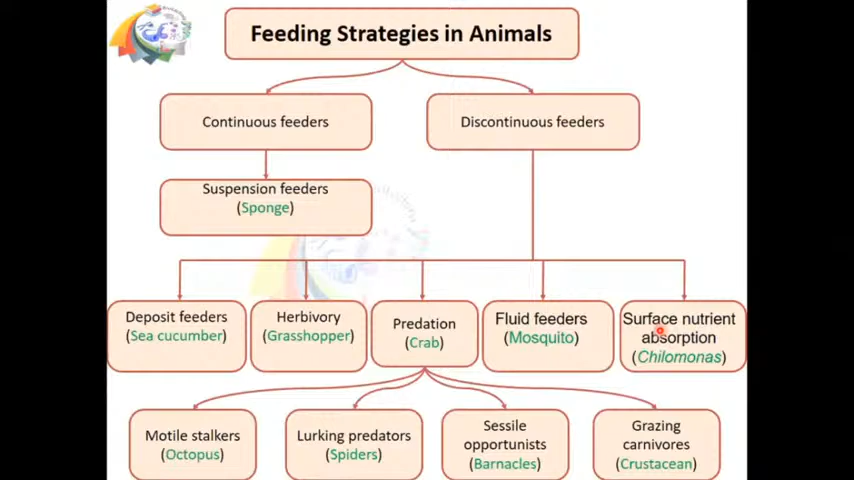 Feeding Strategies in Animals
Continuous feeders
Discontinuous feeders
Suspension feeders
(Sponge)
Deposit feeders
(Sea cucumber)
Herbivory
(Grasshopper)
Predation
(Crab)
Fluid feeders
(Mosquito)
Surface nutrient
absorption
(Chilomonas)
Motile stalkers
(Octopus)
Lurking predators
(Spiders)
Sessile
opportunists
(Barnacles)
Grazing
carnivores
(Crustacean)